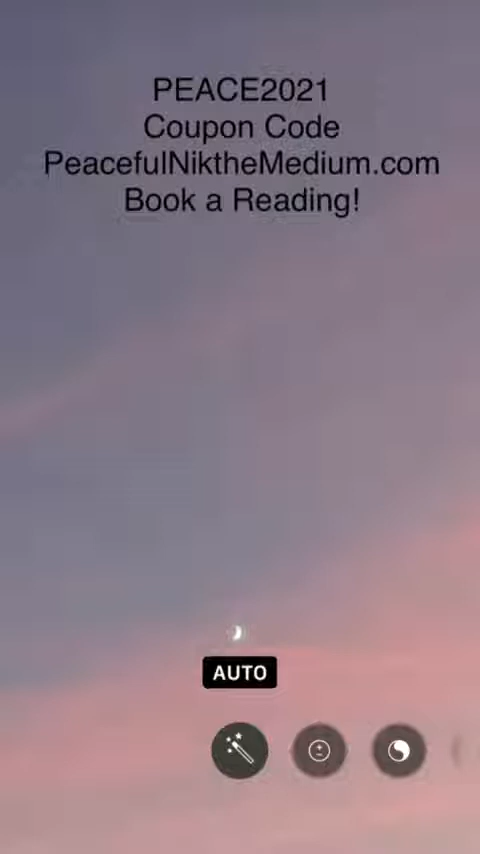 PEACE2021
Coupon Code
PeacefulNiktheMedium.com
Book a Reading!
AUTO